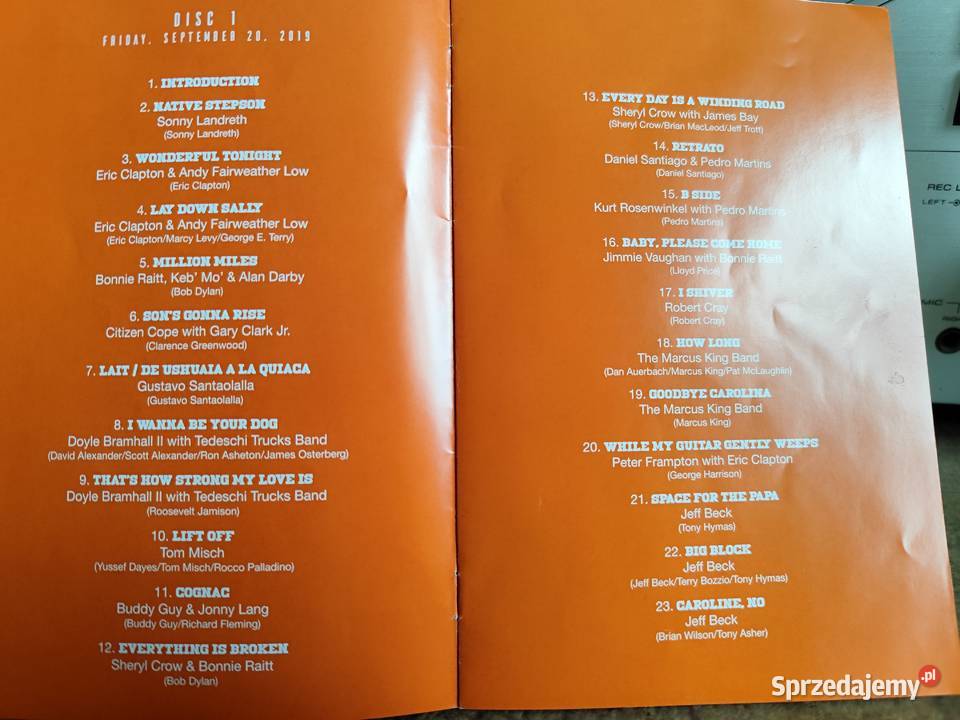 DISC 1
FRIDAY, SEPTEMBER 20, 2019
1. INTRODUCTION
2. NATIVE STEPSON
Sonny Landreth
(Sonny Landreth)
3. WONDERFUL TONIGHT
Eric Clapton & Andy Fairweather Low
(Eric Clapton)
4. LAY DOWN SALLY
Eric Clapton & Andy Fairweather Low
(Eric Clapton/Marcy Levy/George E. Terry)
5. MILLION MILES
Bonnie Raitt, Keb' Mo' & Alan Darby
(Bob Dylan)
6. SON'S GONNA RISE
Citizen Cope with Gary Clark Jr.
(Clarence Greenwood)
7. LAIT / DE USHUAIA A LA QUIACA
Gustavo Santaolalla
(Gustavo Santaolalla)
8. I WANNA BE YOUR DOG
Doyle Bramhall II with Tedeschi Trucks Band
(David Alexander/Scott Alexander/Ron Asheton/James Osterberg)
9. THAT'S HOW STRONG MY LOVE IS
Doyle Bramhall II with Tedeschi Trucks Band
(Roosevelt Jamison)
10. LIFT OFF
Tom Misch
(Yussef Dayes/Tom Misch/Rocco Palladino)
11. COGNAC
Buddy Guy & Jonny Lang
(Buddy Guy/Richard Fleming)
12. EVERYTHING IS BROKEN
Sheryl Crow & Bonnie Raitt
(Bob Dylan)
13. EVERY DAY IS A WINDING ROAD
Sheryl Crow with James Bay
(Sheryl Crow/Brian MacLeod/Jeff Trott)
14. RETRATO
Daniel Santiago & Pedro Martins
(Daniel Santiago)
15. B SIDE
Kurt Rosenwinkel with Pedro Martins
(Pedro Martins)
16. BABY, PLEASE COME HOME
Jimmie Vaughan with Bonnie Raitt
(Lloyd Price)
17. I SHIVER
Robert Cray
(Robert Cray)
18. HOW LONG
The Marcus King Band
(Dan Auerbach/Marcus King/Pat McLaughlin)
19. GOODBYE CAROLINA
The Marcus King Band
(Marcus King)
20. WHILE MY GUITAR GENTLY WEEPS
Peter Frampton with Eric Clapton
(George Harrison)
21. SPACE FOR THE PAPA
Jeff Beck
(Tony Hymas)
22. BIG BLOCK
Jeff Beck
(Jeff Beck/Terry Bozzio/Tony Hymas)
23. CAROLINE, NO
Jeff Beck
(Brian Wilson/Tony Asher)
REC L
LEFT
MIC
Sprzedajemy.pl